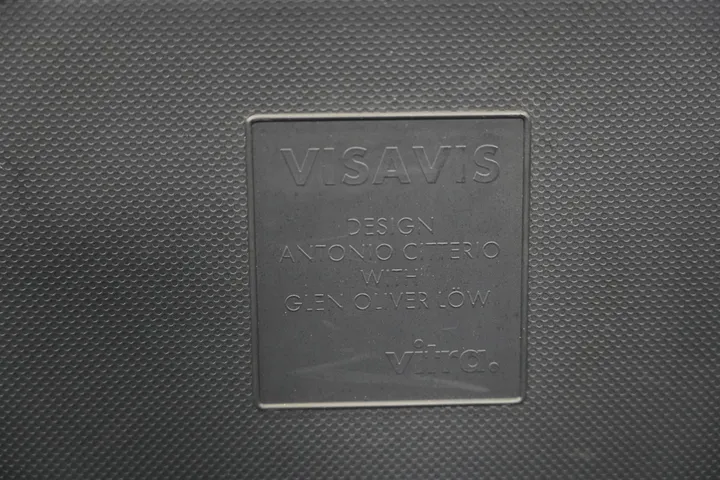 VISAVIS
DESIGN
ANTONIO CITTERIO
WITH
GLEN OLIVER LÖW
vitra.